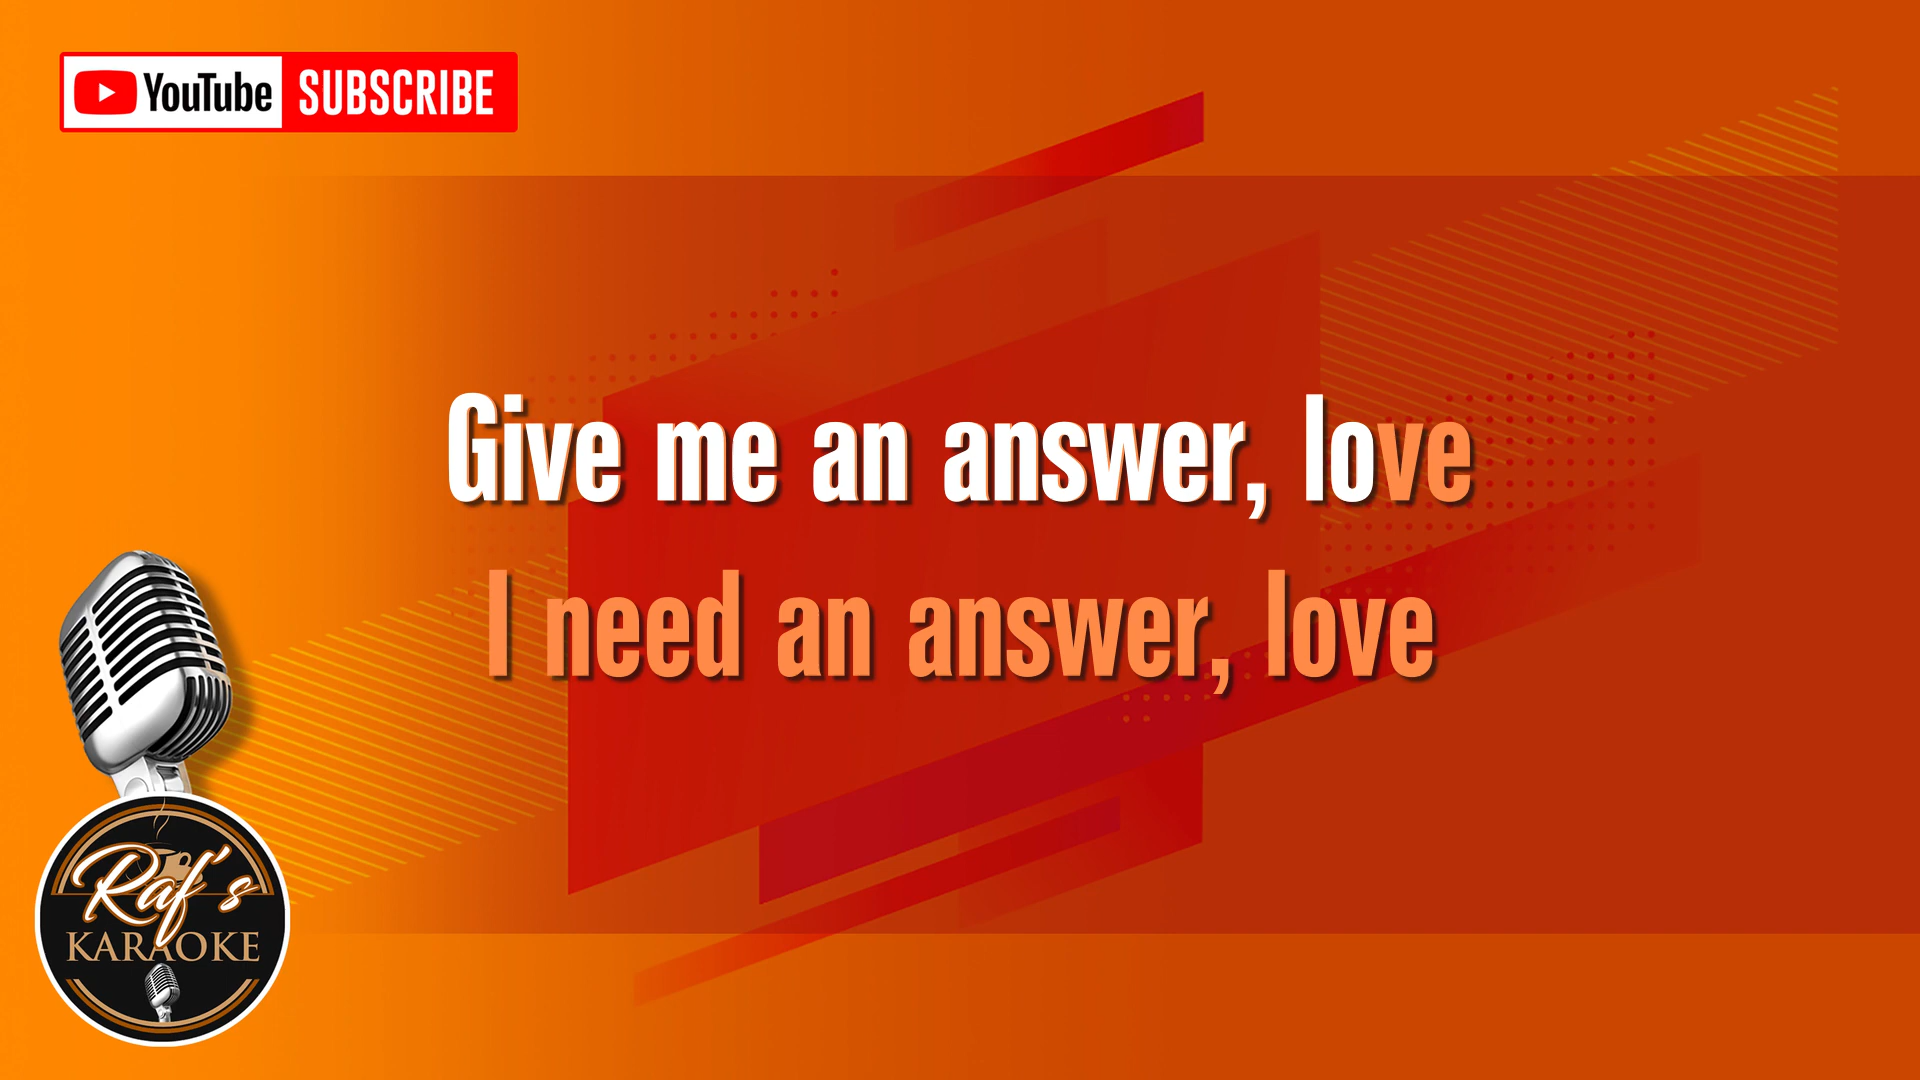 YouTube SUBSCRIBE
Give me an answer, love
I need an answer, love
Raf's
KARAOKE